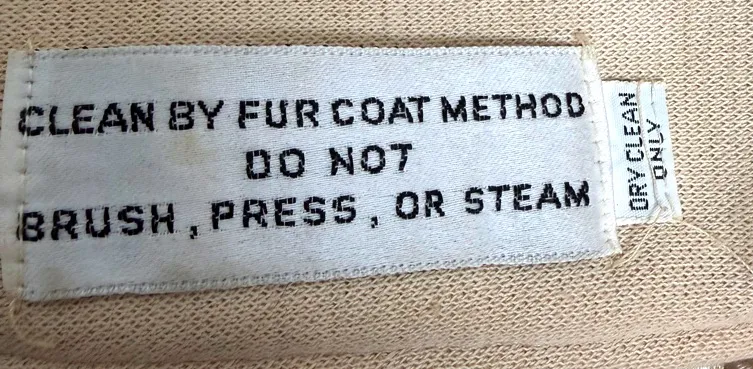 CLEAN BY FUR COAT METHOD
DO NOT
BRUSH, PRESS, OR STEAM
DRY CLEAN
ONLY